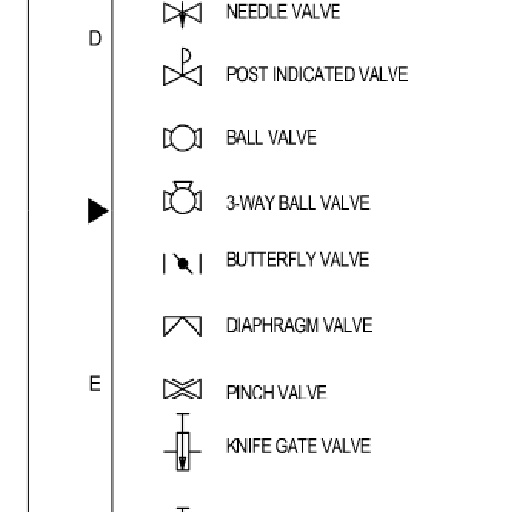 NEEDLE VALVE
D
POST INDICATED VALVE
BALL VALVE
3-WAY BALL VALVE
BUTTERFLY VALVE
DIAPHRAGM VALVE
E
PINCH VALVE
KNIFE GATE VALVE